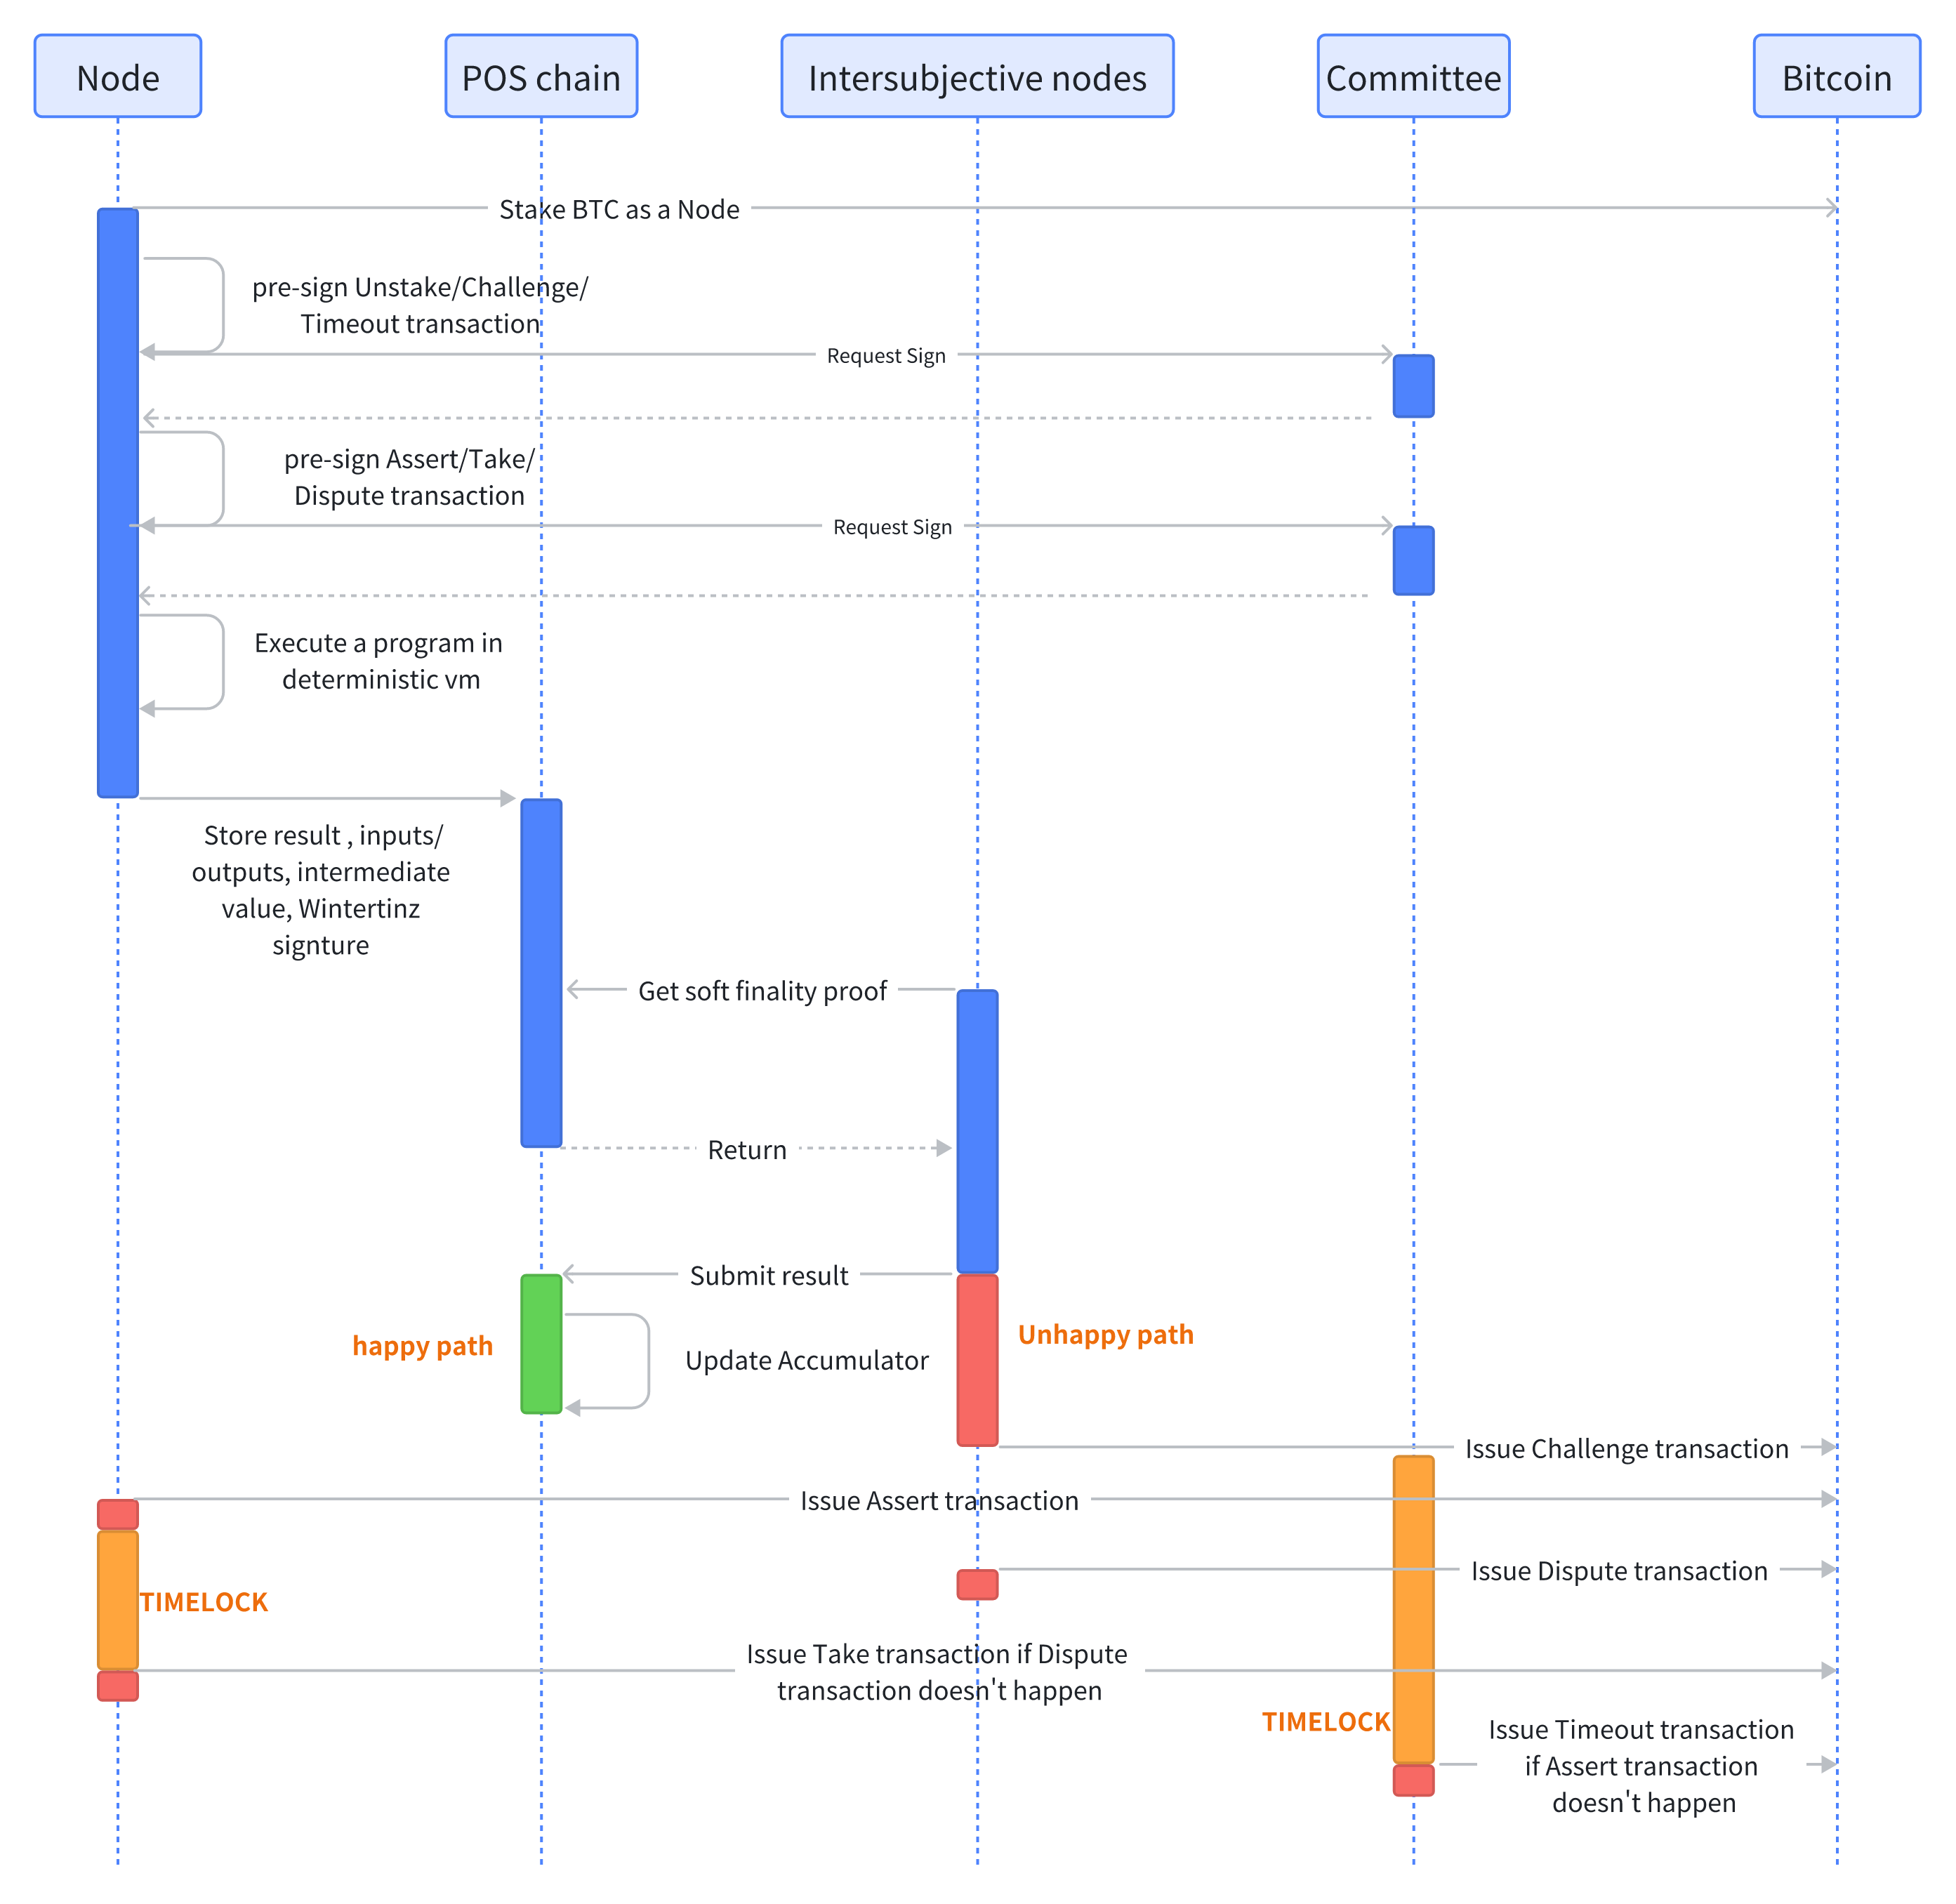 Node
POS chain
Intersubjective nodes
Committee
Bitcoin
Stake BTC as a Node
pre-sign Unstake/Challenge/
Timeout transaction
Request Sign
pre-sign Assert/Take/
Dispute transaction
Request Sign
Execute a program in
deterministic vm
Store result , inputs/
outputs, intermediate
value, Wintertinz
signture
Get soft finality proof
Return
Submit result
happy path
Unhappy path
Update Accumulator
Issue Challenge transaction
Issue Assert transaction
Issue Dispute transaction
TIMELOCK
Issue Take transaction if Dispute
transaction doesn't happen
TIMELOCK
Issue Timeout transaction
if Assert transaction
doesn't happen